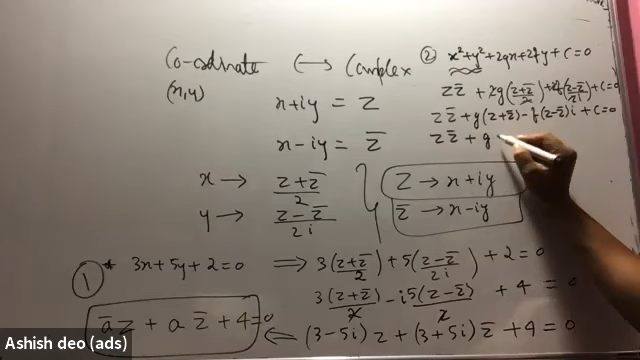 Co-ordinate ⟷ Complex
(x,y)
x+iy = z
x-iy = z̅
x → (z+z̅)/2
y → (z-z̅)/2i
z → x+iy
z̅ → x-iy
② x²+y²+2gx+2fy+c=0
zz̅ + 2g((z+z̅)/2)+2f((z-z̅)/2i)+c=0
zz̅+g(z+z̅)-f(z-z̅)i+c=0
zz̅ + g
① * 3x+5y+2=0 ⟹ 3((z+z̅)/2)+5((z-z̅)/2i)+2=0
3(z+z̅)/2 - i5(z-z̅)/2 + 4 = 0
a̅z + az̅ +4=0 ⟸ (3-5i)z+(3+5i)z̅+4=0
Ashish deo (ads)